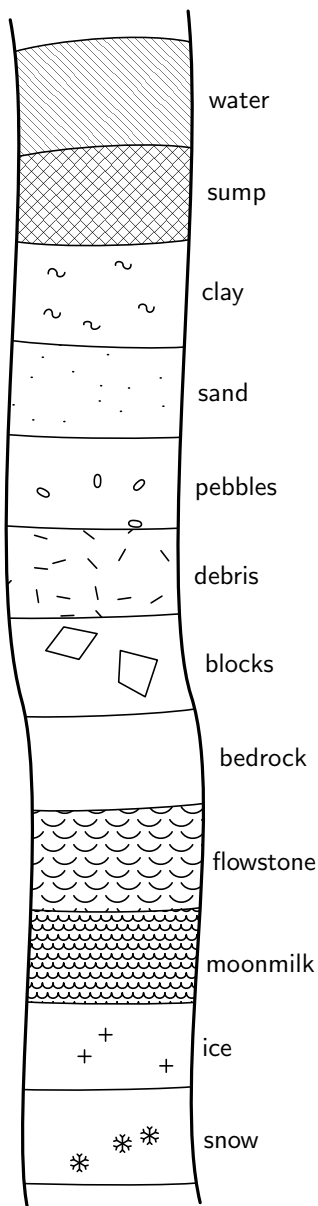 water
sump
clay
sand
pebbles
debris
blocks
bedrock
flowstone
moonmilk
ice
snow